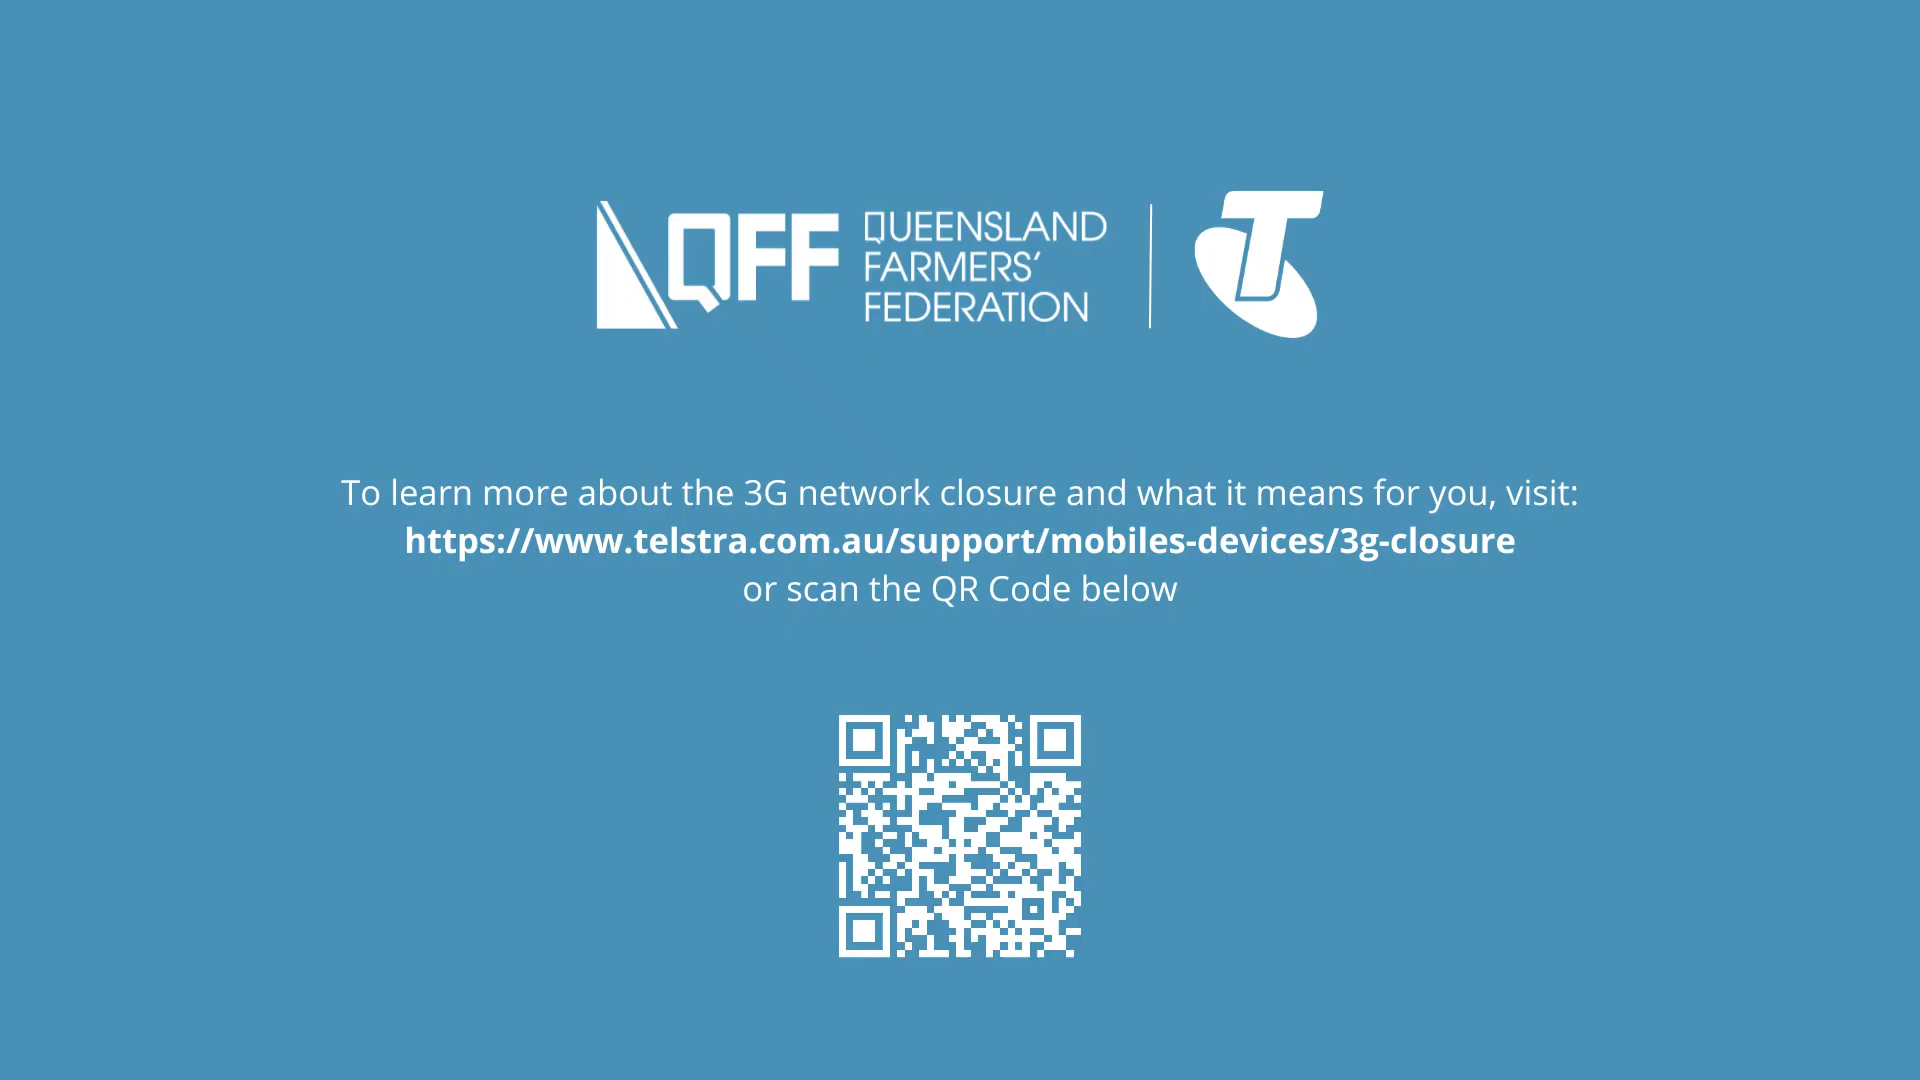 QFF
QUEENSLAND
FARMERS’
FEDERATION
T
To learn more about the 3G network closure and what it means for you, visit:
https://www.telstra.com.au/support/mobiles-devices/3g-closure
or scan the QR Code below